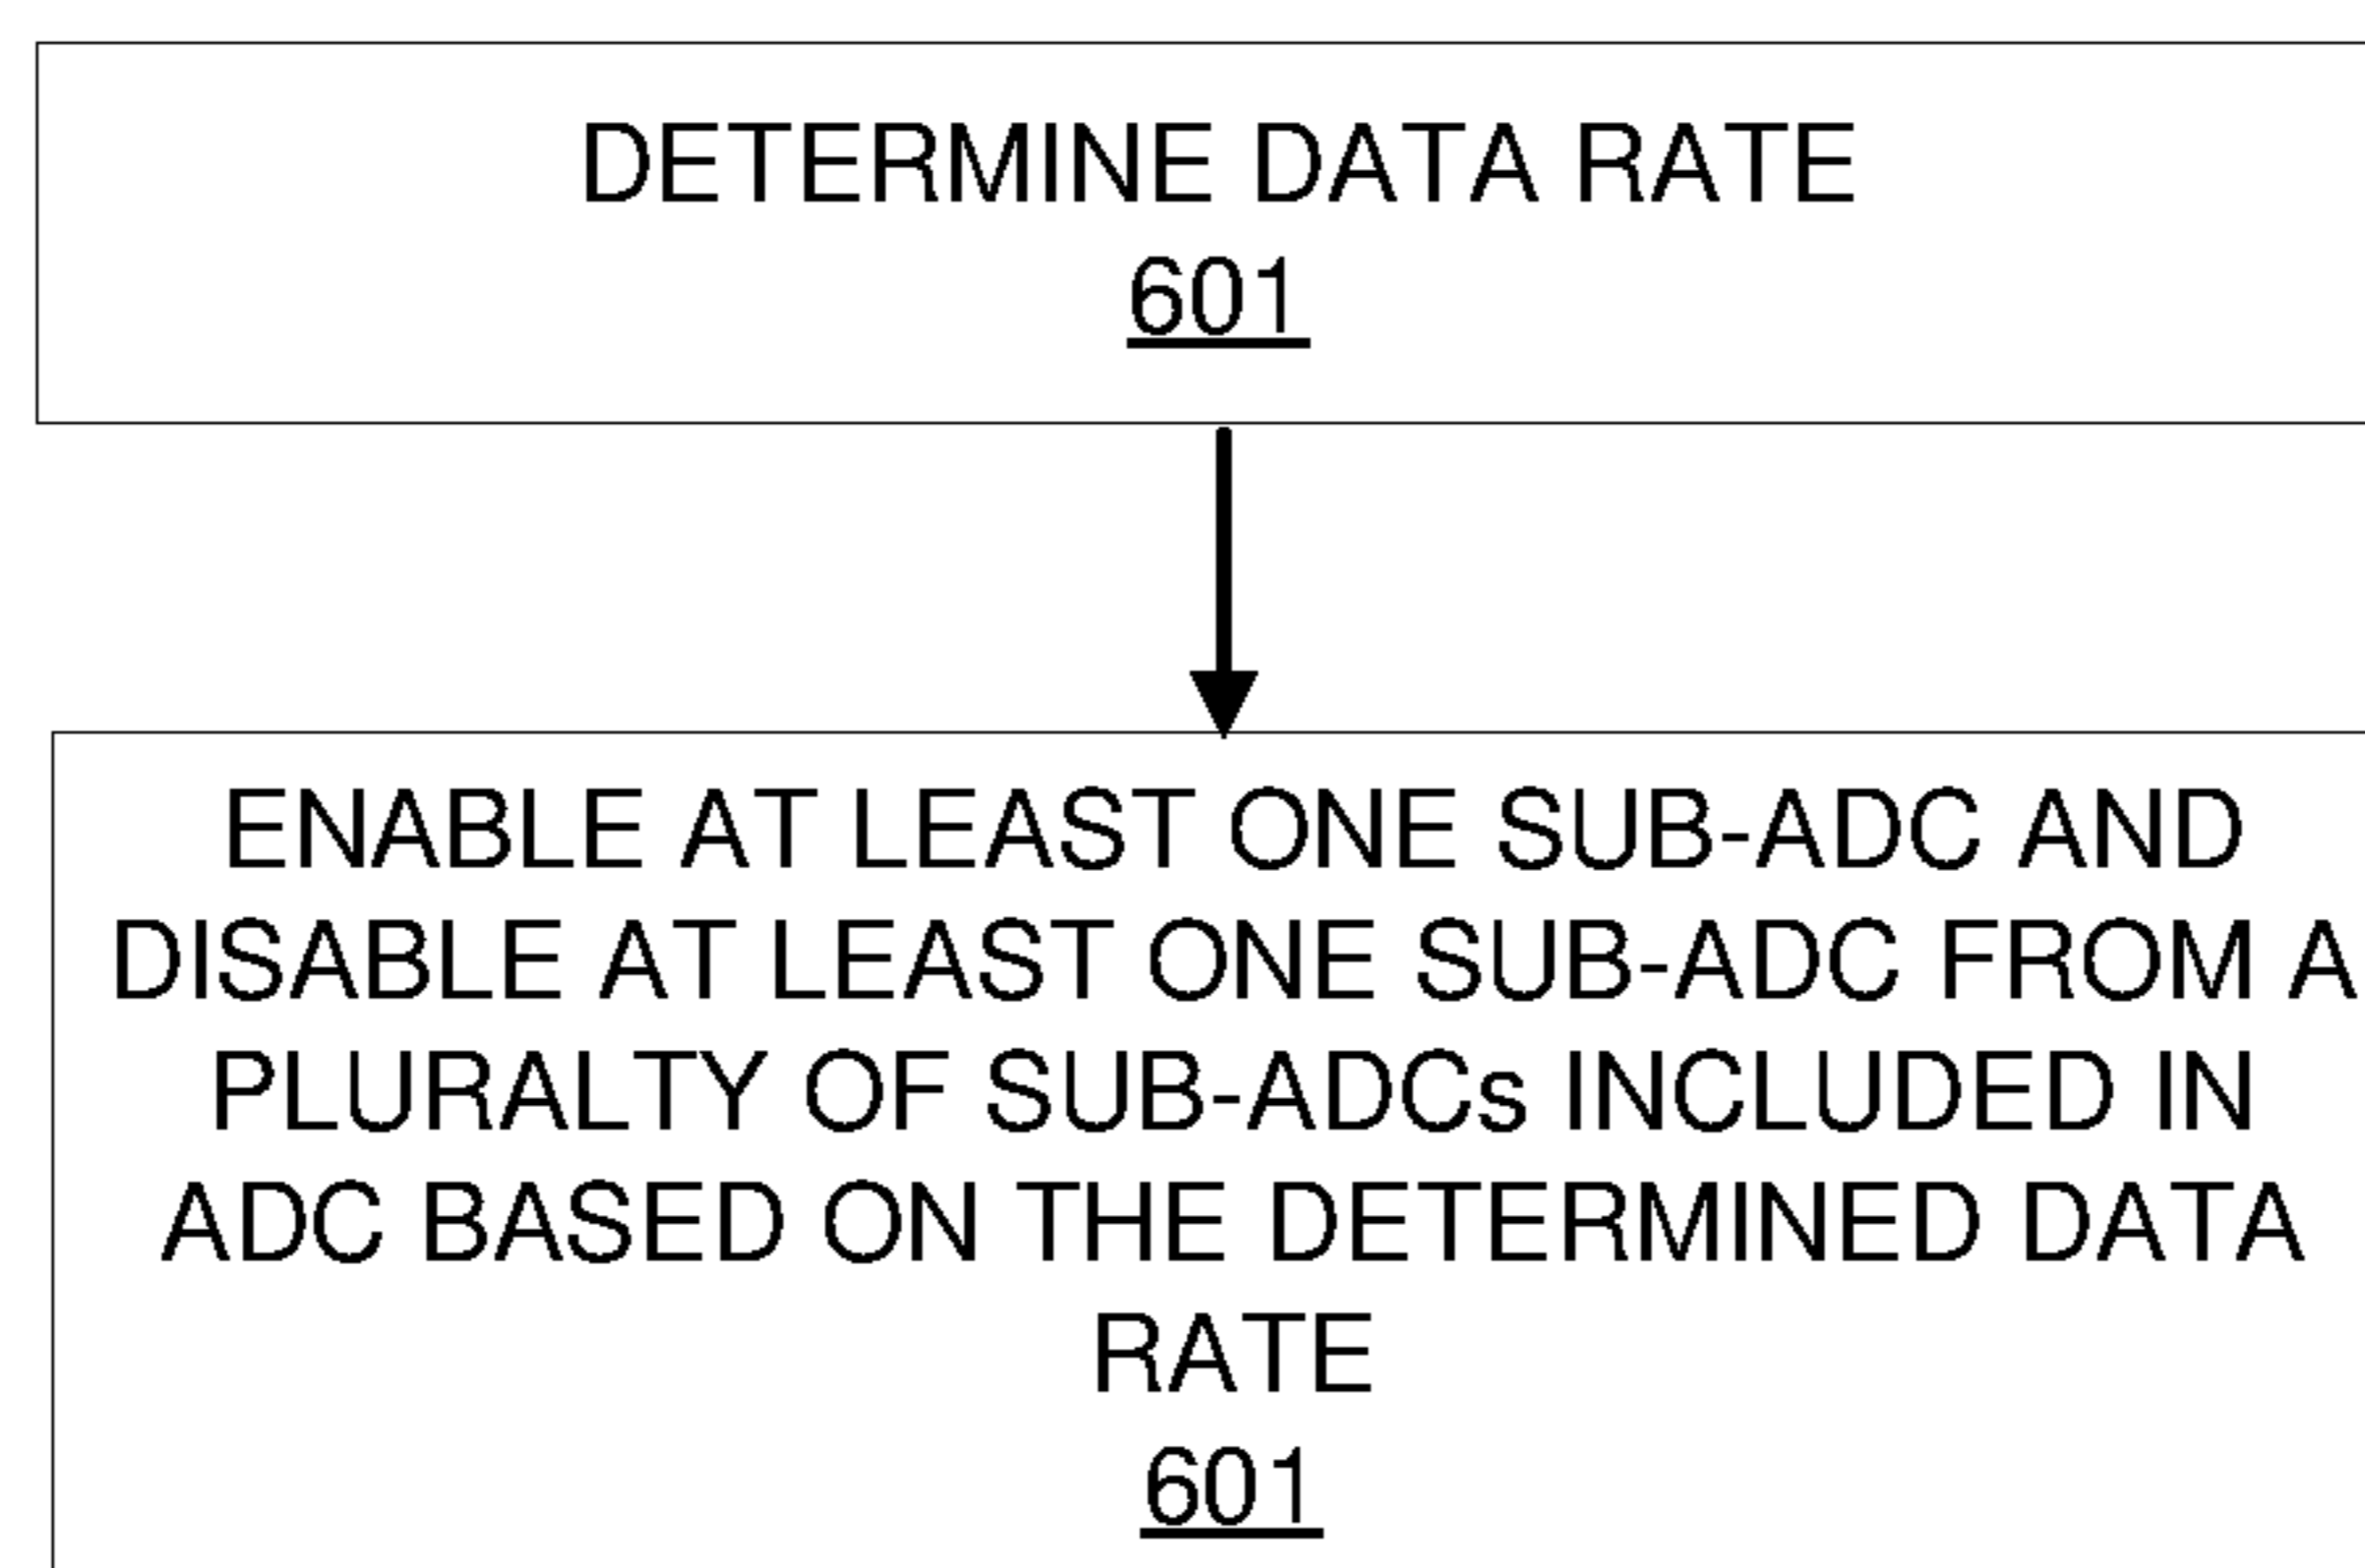 DETERMINE DATA RATE
601
ENABLE AT LEAST ONE SUB-ADC AND
DISABLE AT LEAST ONE SUB-ADC FROM A
PLURALTY OF SUB-ADCs INCLUDED IN
ADC BASED ON THE DETERMINED DATA
RATE
601